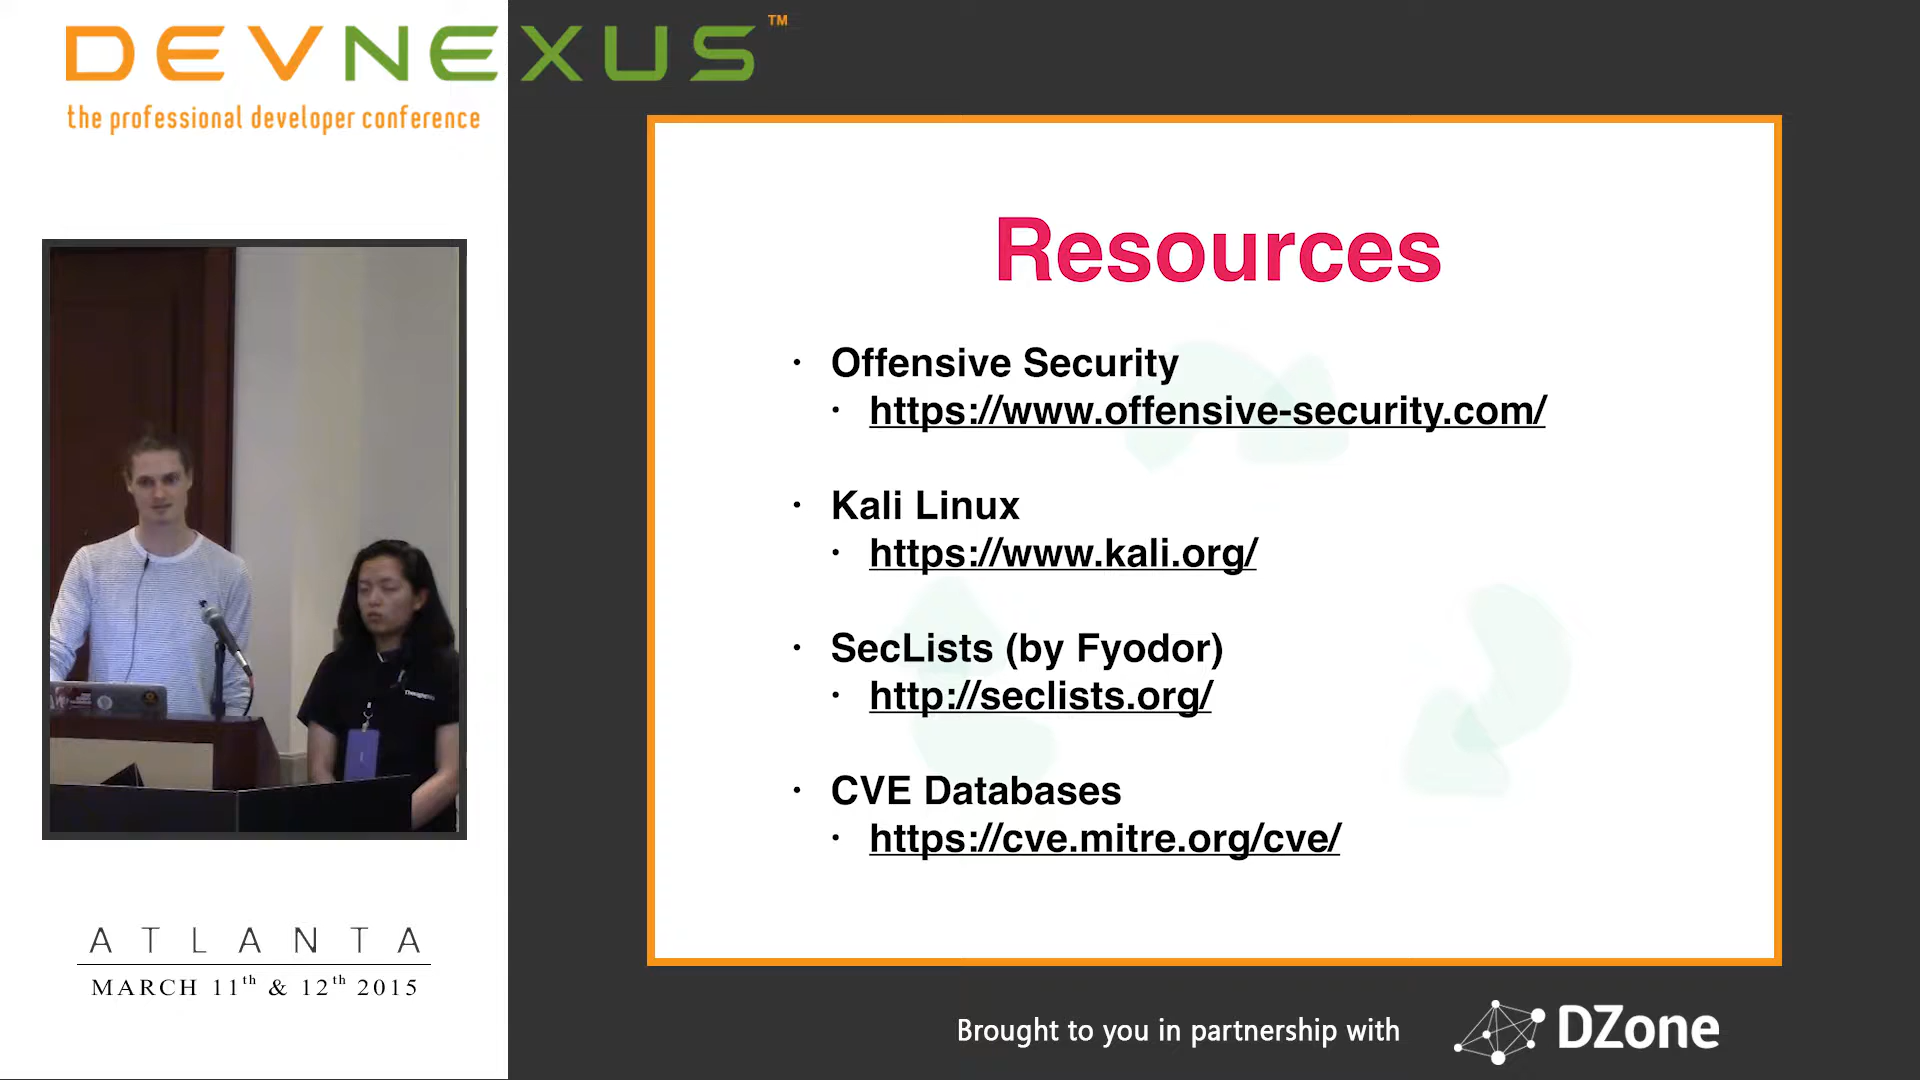 DEVNEXUS™
the professional developer conference
Resources
• Offensive Security
• https://www.offensive-security.com/
• Kali Linux
• https://www.kali.org/
• SecLists (by Fyodor)
• http://seclists.org/
• CVE Databases
• https://cve.mitre.org/cve/
ATLANTA
MARCH 11th & 12th 2015
Brought to you in partnership with
DZone